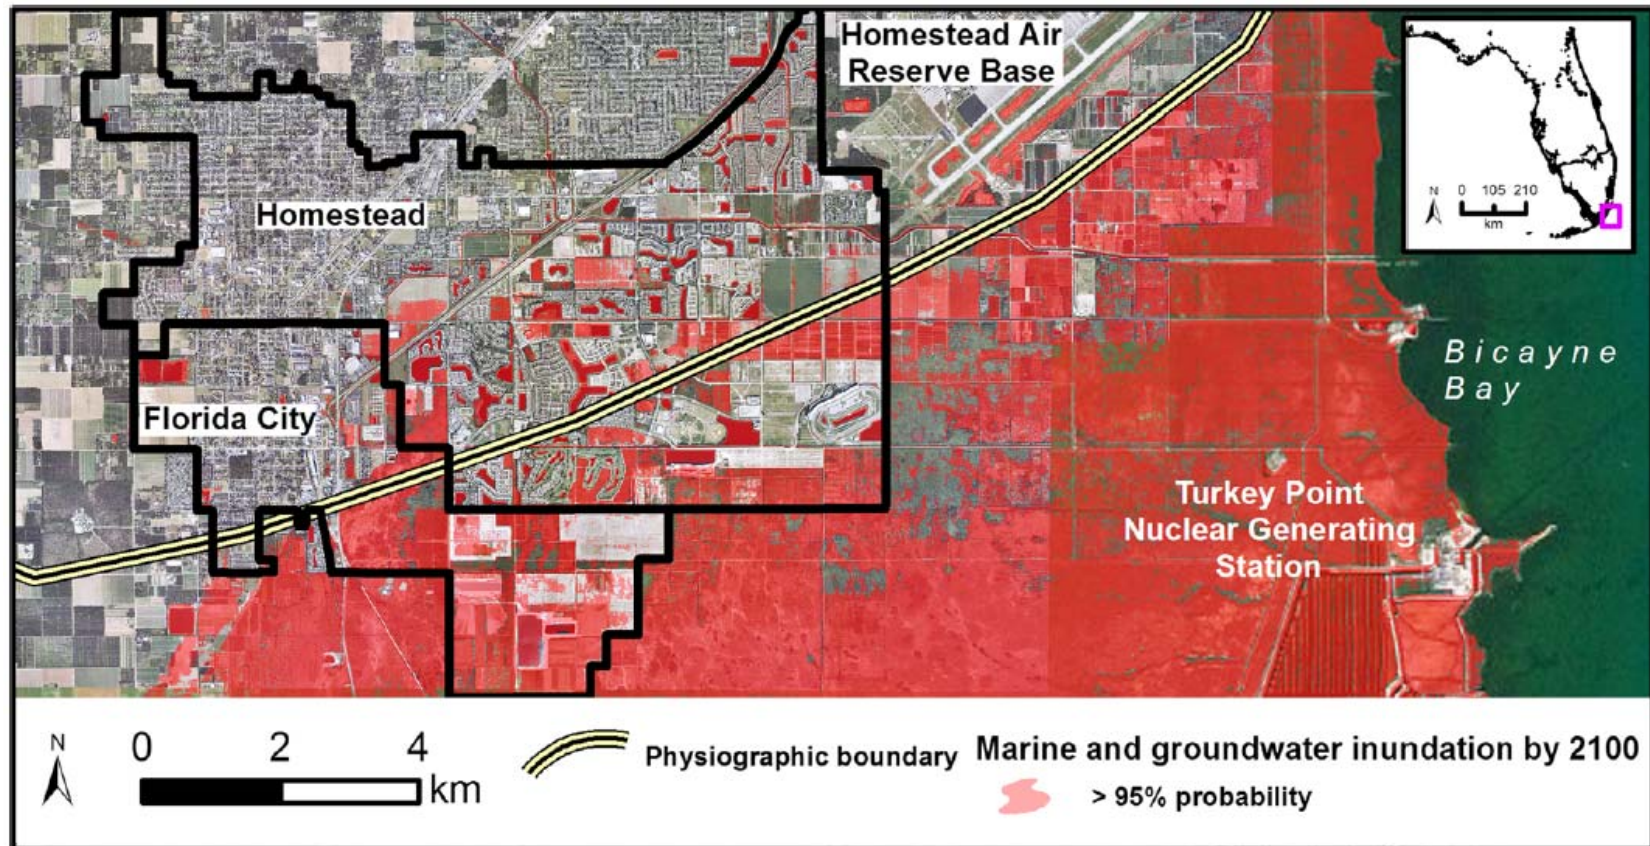 Homestead Air
Reserve Base
N
0 105 210
km
Homestead
Bicayne
Bay
Florida City
Turkey Point
Nuclear Generating
Station
N
0 2 4
km
Physiographic boundary
Marine and groundwater inundation by 2100
> 95% probability